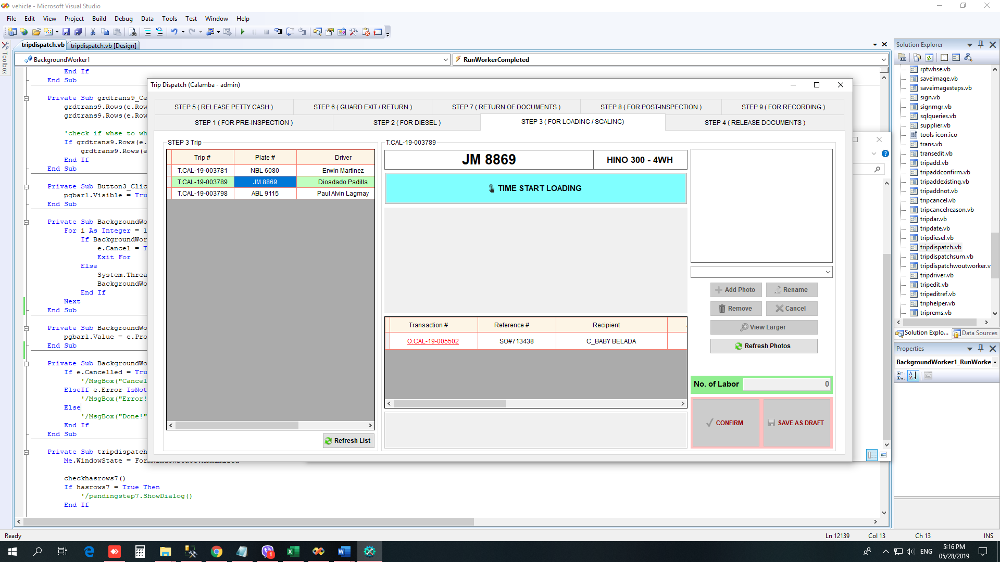 vehicle - Microsoft Visual Studio
File Edit View Project Build Debug Data Tools Test Window Help
Toolbox
tripdispatch.vb tripdispatch.vb [Design]
BackgroundWorker1 RunWorkerCompleted
End If
End Sub
Private Sub grdtrans9_Ce
grdtrans9.Rows(e.Row
grdtrans9.Rows(e.Row
'check if whse to wh
If grdtrans9.Rows(e.
grdtrans9.Rows(e
End If
End Sub
Private Sub Button3_Clic
pgbar1.Visible = Tru
End Sub
Private Sub BackgroundWo
For i As Integer = 1
If BackgroundWor
e.Cancel = T
Exit For
Else
System.Threa
BackgroundWo
End If
Next
End Sub
Private Sub BackgroundWo
pgbar1.Value = e.Pro
End Sub
Private Sub BackgroundWo
If e.Cancelled = Tru
'/MsgBox("Cancel
ElseIf e.Error IsNot
'/MsgBox("Error!
Else
'/MsgBox("Done!"
End If
End Sub
Private Sub tripdispatch
Me.WindowState = FormWindowState.Maximized
checkhasrows7()
If hasrows7 = True Then
'/pendingstep7.ShowDialog()
End If
Trip Dispatch (Calamba - admin)
STEP 5 ( RELEASE PETTY CASH ) STEP 6 ( GUARD EXIT / RETURN ) STEP 7 ( RETURN OF DOCUMENTS ) STEP 8 ( FOR POST-INSPECTION ) STEP 9 ( FOR RECORDING )
STEP 1 ( FOR PRE-INSPECTION ) STEP 2 ( FOR DIESEL ) STEP 3 ( FOR LOADING / SCALING) STEP 4 ( RELEASE DOCUMENTS )
STEP 3 Trip
Trip # Plate # Driver
T.CAL-19-003781 NBL 6080 Erwin Martinez
T.CAL-19-003789 JM 8869 Diosdado Padilla
T.CAL-19-003798 ABL 9115 Paul Alvin Lagmay
Refresh List
T.CAL-19-003789
JM 8869 HINO 300 - 4WH
TIME START LOADING
Transaction # Reference # Recipient
O.CAL-19-005502 SO#713438 C_BABY BELADA
Add Photo Rename
Remove Cancel
View Larger
Refresh Photos
No. of Labor 0
CONFIRM SAVE AS DRAFT
Solution Explorer
rptwhse.vb
saveimage.vb
saveimagesteps.vb
sign.vb
signmgr.vb
sqlqueries.vb
supplier.vb
tools icon.ico
trans.vb
transedit.vb
tripadd.vb
tripaddconfirm.vb
tripaddexisting.vb
tripaddnot.vb
tripcancel.vb
tripcancelreason.vb
tripdar.vb
tripdate.vb
tripdiesel.vb
tripdispatch.vb
tripdispatchsum.vb
tripdispatchwoutworker.v
tripdriver.vb
tripedit.vb
tripeditref.vb
triphelper.vb
triprems.vb
Solution Explo... Data Sources
Properties
BackgroundWorker1_RunWorke
Ready Ln 12139 Col 13 Ch 13 INS
1
ENG
5:16 PM
05/28/2019